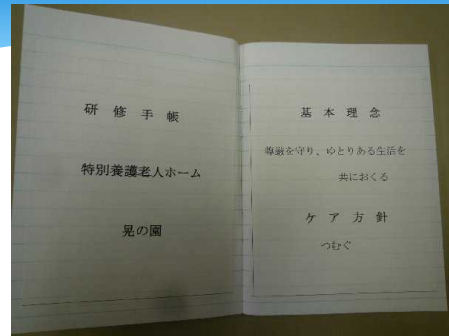 研修手帳
特別養護老人ホーム
晃の園
基本理念
尊厳を守り、ゆとりある生活を
共におくる
ケア方針
つむぐ